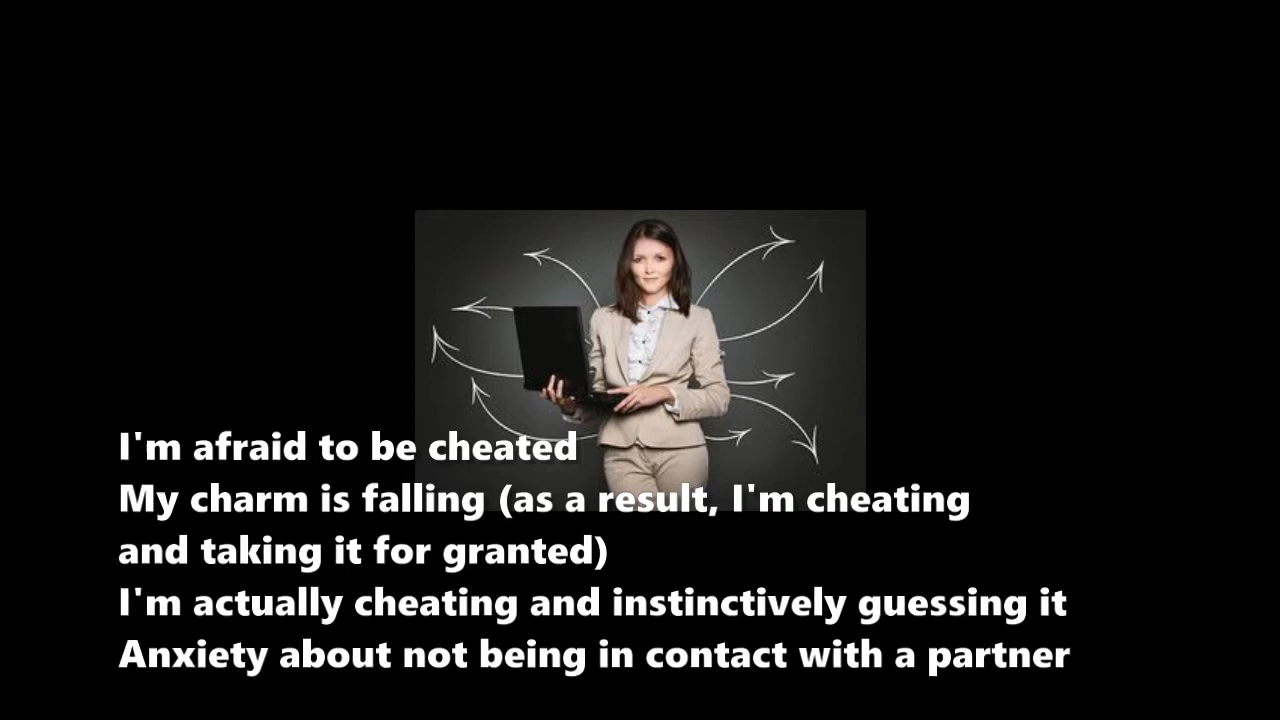 I'm afraid to be cheated
My charm is falling (as a result, I'm cheating
and taking it for granted)
I'm actually cheating and instinctively guessing it
Anxiety about not being in contact with a partner